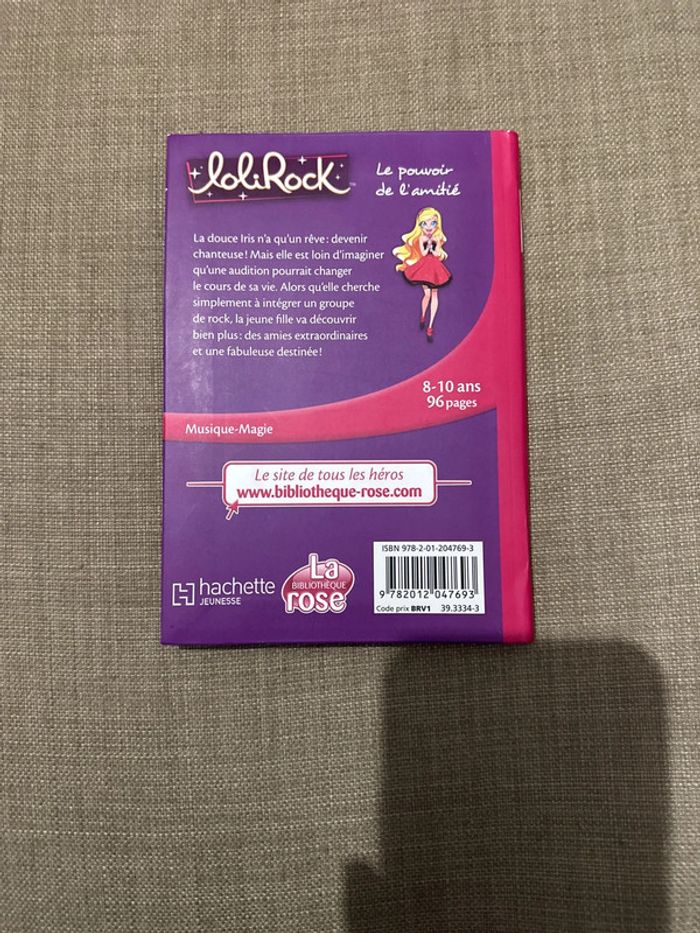 LoliRock™
Le pouvoir
de l'amitié
La douce Iris n'a qu'un rêve : devenir
chanteuse ! Mais elle est loin d'imaginer
qu'une audition pourrait changer
le cours de sa vie. Alors qu'elle cherche
simplement à intégrer un groupe
de rock, la jeune fille va découvrir
bien plus : des amies extraordinaires
et une fabuleuse destinée !
8-10 ans
96 pages
Musique-Magie
Le site de tous les héros
www.bibliotheque-rose.com
hachette
JEUNESSE
La
BIBLIOTHÈQUE
rose
ISBN 978-2-01-204769-3
9 782012 047693
Code prix BRV1 39.3334-3